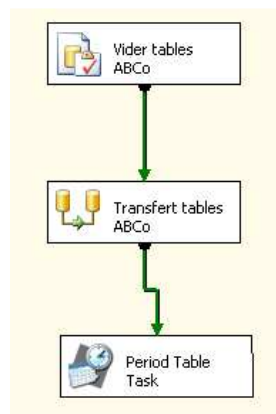 Vider tables
ABCo
Transfert tables
ABCo
Period Table
Task